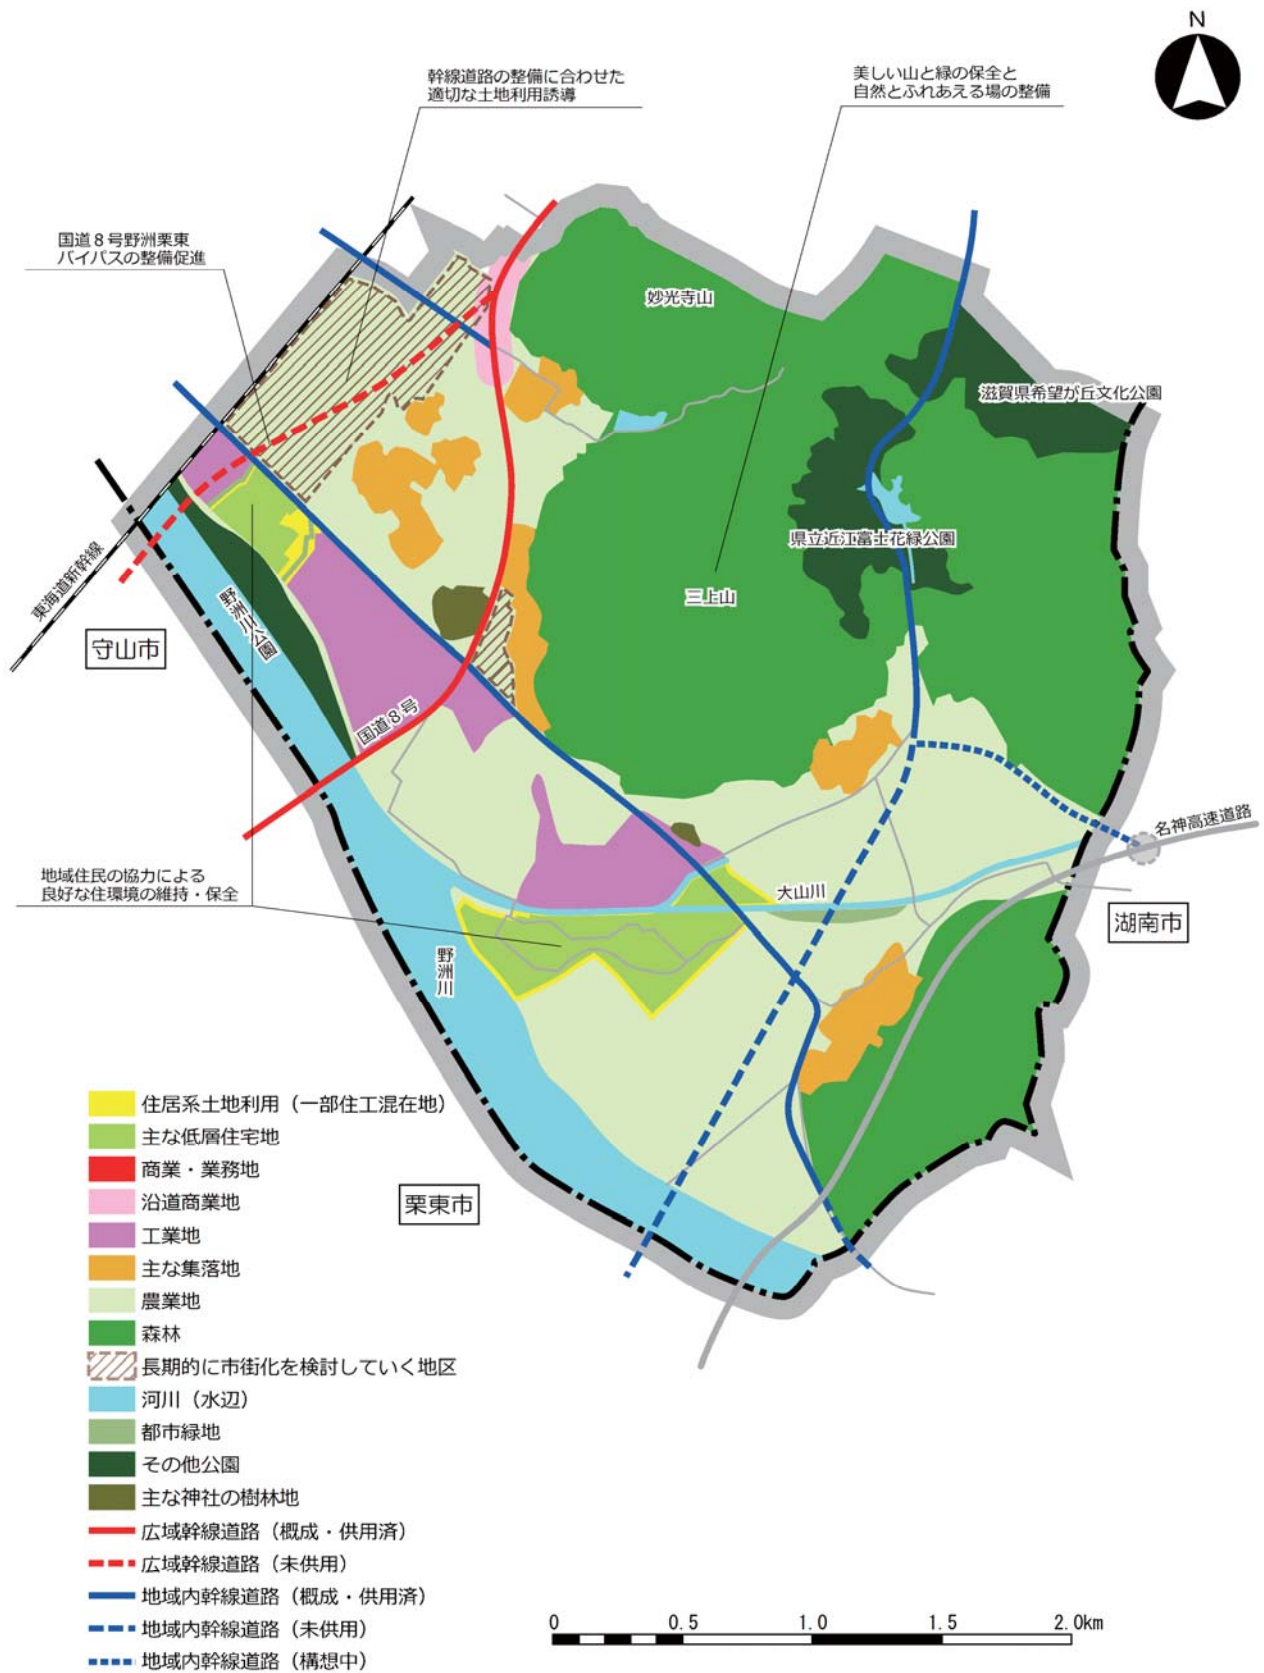 N
幹線道路の整備に合わせた
適切な土地利用誘導
美しい山と緑の保全と
自然とふれあえる場の整備
国道８号野洲栗東
バイパスの整備促進
妙光寺山
滋賀県希望が丘文化公園
県立近江富士花緑公園
三上山
東海道新幹線
守山市
野洲川公園
国道８号
名神高速道路
地域住民の協力による
良好な住環境の維持・保全
大山川
湖南市
野洲川
栗東市
住居系土地利用（一部住工混在地）
主な低層住宅地
商業・業務地
沿道商業地
工業地
主な集落地
農業地
森林
長期的に市街化を検討していく地区
河川（水辺）
都市緑地
その他公園
主な神社の樹林地
広域幹線道路（概成・供用済）
広域幹線道路（未供用）
地域内幹線道路（概成・供用済）
地域内幹線道路（未供用）
地域内幹線道路（構想中）
0 0.5 1.0 1.5 2.0km